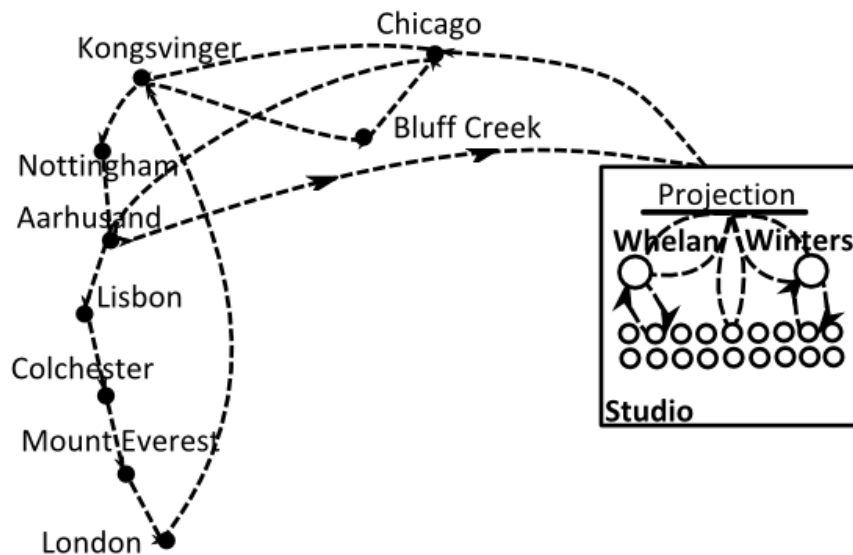 Chicago
Kongsvinger
Bluff Creek
Nottingham
Projection
Aarhusand
Whelan Winters
Lisbon
Colchester
Studio
Mount Everest
London